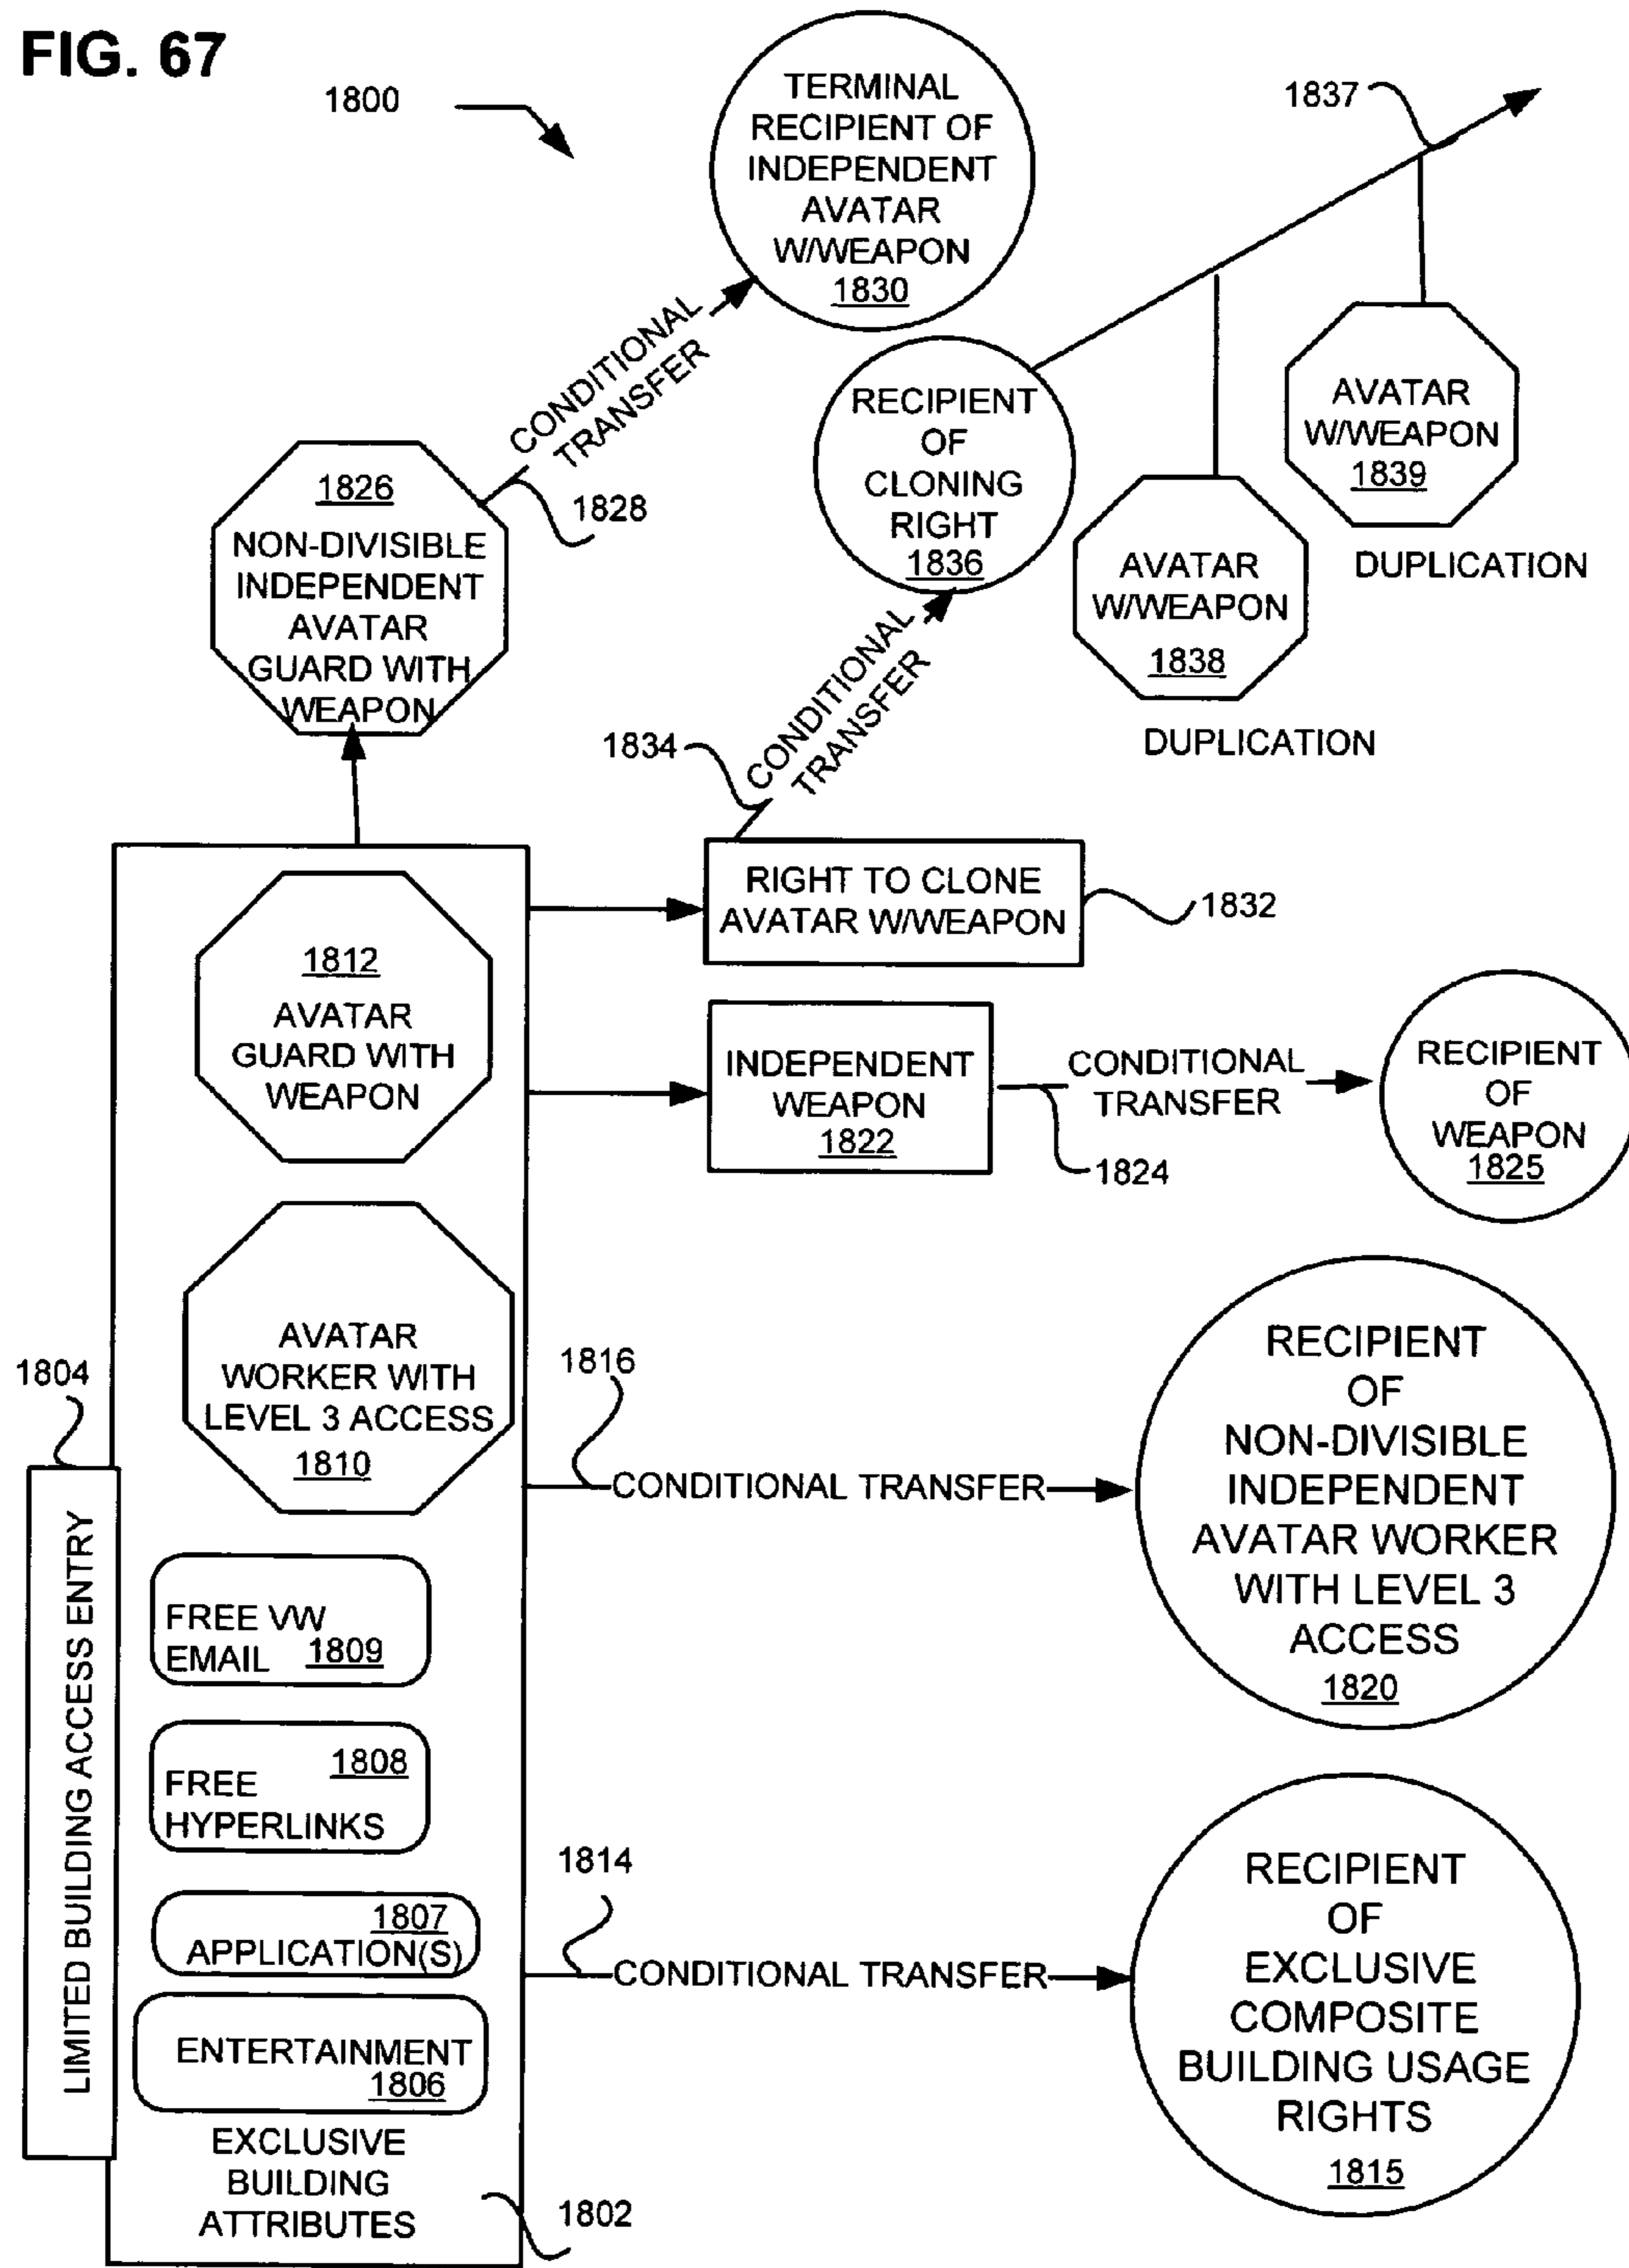 FIG. 67
1800
TERMINAL
RECIPIENT OF
INDEPENDENT
AVATAR
W/WEAPON
1830
1837
CONDITIONAL
TRANSFER
1828
RECIPIENT
OF
CLONING
RIGHT
1836
AVATAR
W/WEAPON
1839
DUPLICATION
AVATAR
W/WEAPON
1838
DUPLICATION
1826
NON-DIVISIBLE
INDEPENDENT
AVATAR
GUARD WITH
WEAPON
1834
CONDITIONAL
TRANSFER
RIGHT TO CLONE
AVATAR W/WEAPON
1832
1812
AVATAR
GUARD WITH
WEAPON
INDEPENDENT
WEAPON
1822
CONDITIONAL
TRANSFER
1824
RECIPIENT
OF
WEAPON
1825
AVATAR
WORKER WITH
LEVEL 3 ACCESS
1810
1804
LIMITED BUILDING ACCESS ENTRY
1816
CONDITIONAL TRANSFER
RECIPIENT
OF
NON-DIVISIBLE
INDEPENDENT
AVATAR WORKER
WITH LEVEL 3
ACCESS
1820
FREE VW
EMAIL 1809
1808
FREE
HYPERLINKS
1807
APPLICATION(S)
ENTERTAINMENT
1806
1814
CONDITIONAL TRANSFER
RECIPIENT
OF
EXCLUSIVE
COMPOSITE
BUILDING USAGE
RIGHTS
1815
EXCLUSIVE
BUILDING
ATTRIBUTES
1802